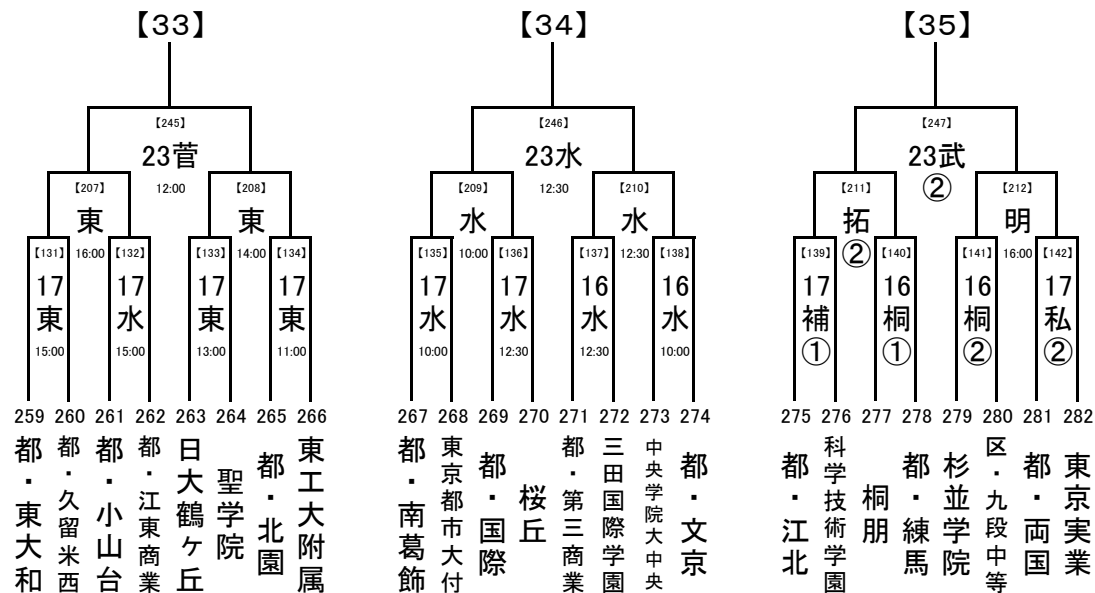 【33】 【34】 【35】
【245】 【246】 【247】
23菅 23水 23武
12:00 12:30 ②
【207】 【208】 【209】 【210】 【211】 【212】
東 東 水 水 拓 明
16:00 14:00 10:00 12:30 ② 16:00
【131】 【132】 【133】 【134】 【135】 【136】 【137】 【138】 【139】 【140】 【141】 【142】
17 17 17 17 17 17 16 16 17 16 16 17
東 水 東 東 水 水 水 水 補 桐 桐 私
15:00 15:00 13:00 11:00 10:00 12:30 12:30 10:00 ① ① ② ②
259 260 261 262 263 264 265 266 267 268 269 270 271 272 273 274 275 276 277 278 279 280 281 282
都・東大和
都・久留米西
都・小山台
都・江東商業
日大鶴ヶ丘
聖学院
都・北園
東工大附属
都・南葛飾
東京都市大付
都・国際
桜丘
都・第三商業
三田国際学園
中央学院大中央
都・文京
都・江北
科学技術学園
桐朋
都・練馬
杉並学院
区・九段中等
都・両国
東京実業